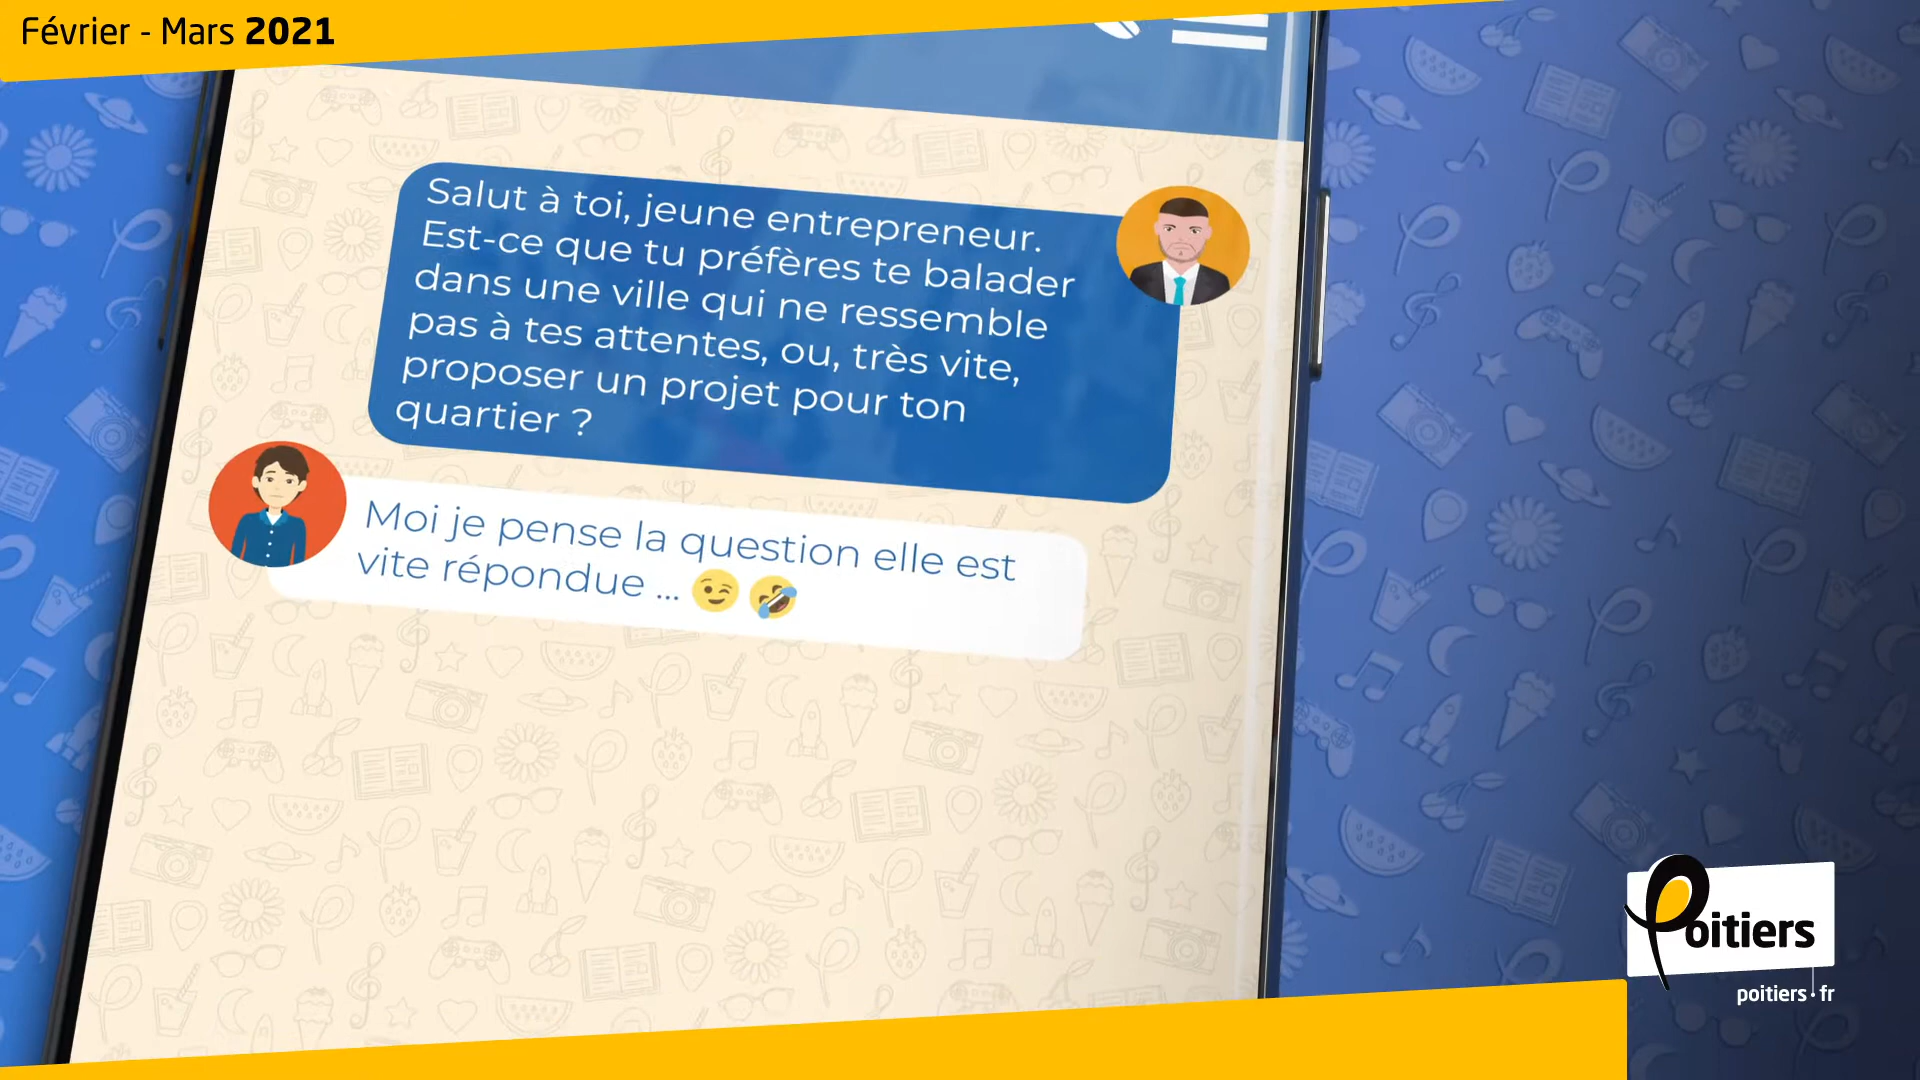 Février - Mars 2021
Salut à toi, jeune entrepreneur.
Est-ce que tu préfères te balader
dans une ville qui ne ressemble
pas à tes attentes, ou, très vite,
proposer un projet pour ton
quartier ?
Moi je pense la question elle est
vite répondue ... 😉 🤣
Poitiers
poitiers.fr